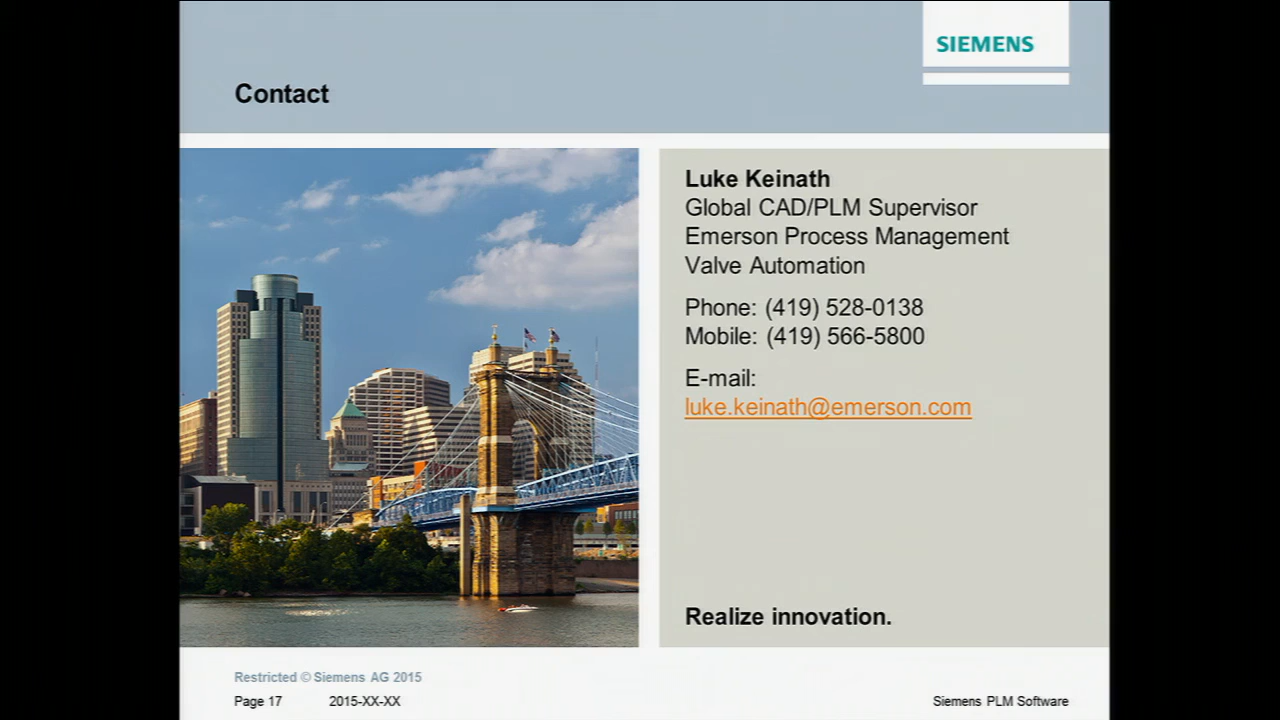 SIEMENS
Contact
Luke Keinath
Global CAD/PLM Supervisor
Emerson Process Management
Valve Automation
Phone: (419) 528-0138
Mobile: (419) 566-5800
E-mail:
luke.keinath@emerson.com
Realize innovation.
Restricted © Siemens AG 2015
Page 17 2015-XX-XX
Siemens PLM Software